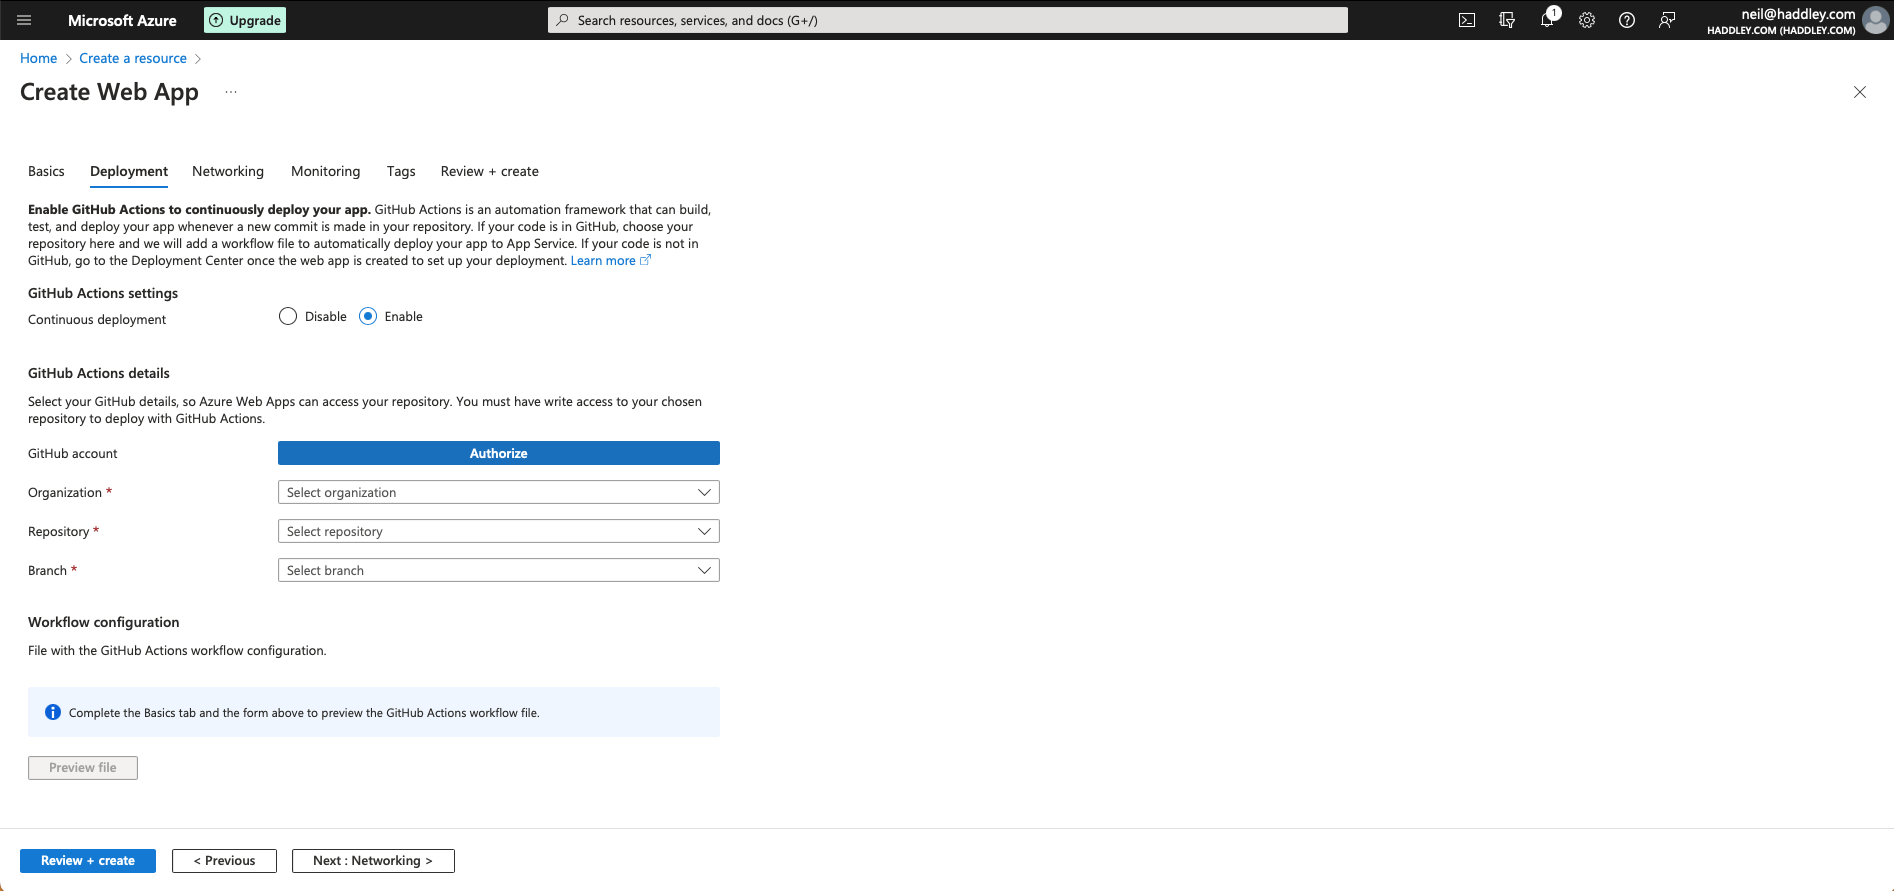 Microsoft Azure
Upgrade
Search resources, services, and docs (G+/)
1
neil@haddley.com
HADDLEY.COM (HADDLEY.COM)
Home > Create a resource >
Create Web App ...
Basics Deployment Networking Monitoring Tags Review + create
Enable GitHub Actions to continuously deploy your app. GitHub Actions is an automation framework that can build,
test, and deploy your app whenever a new commit is made in your repository. If your code is in GitHub, choose your
repository here and we will add a workflow file to automatically deploy your app to App Service. If your code is not in
GitHub, go to the Deployment Center once the web app is created to set up your deployment. Learn more
GitHub Actions settings
Continuous deployment Disable Enable
GitHub Actions details
Select your GitHub details, so Azure Web Apps can access your repository. You must have write access to your chosen
repository to deploy with GitHub Actions.
GitHub account Authorize
Organization * Select organization
Repository * Select repository
Branch * Select branch
Workflow configuration
File with the GitHub Actions workflow configuration.
Complete the Basics tab and the form above to preview the GitHub Actions workflow file.
Preview file
Review + create < Previous Next : Networking >